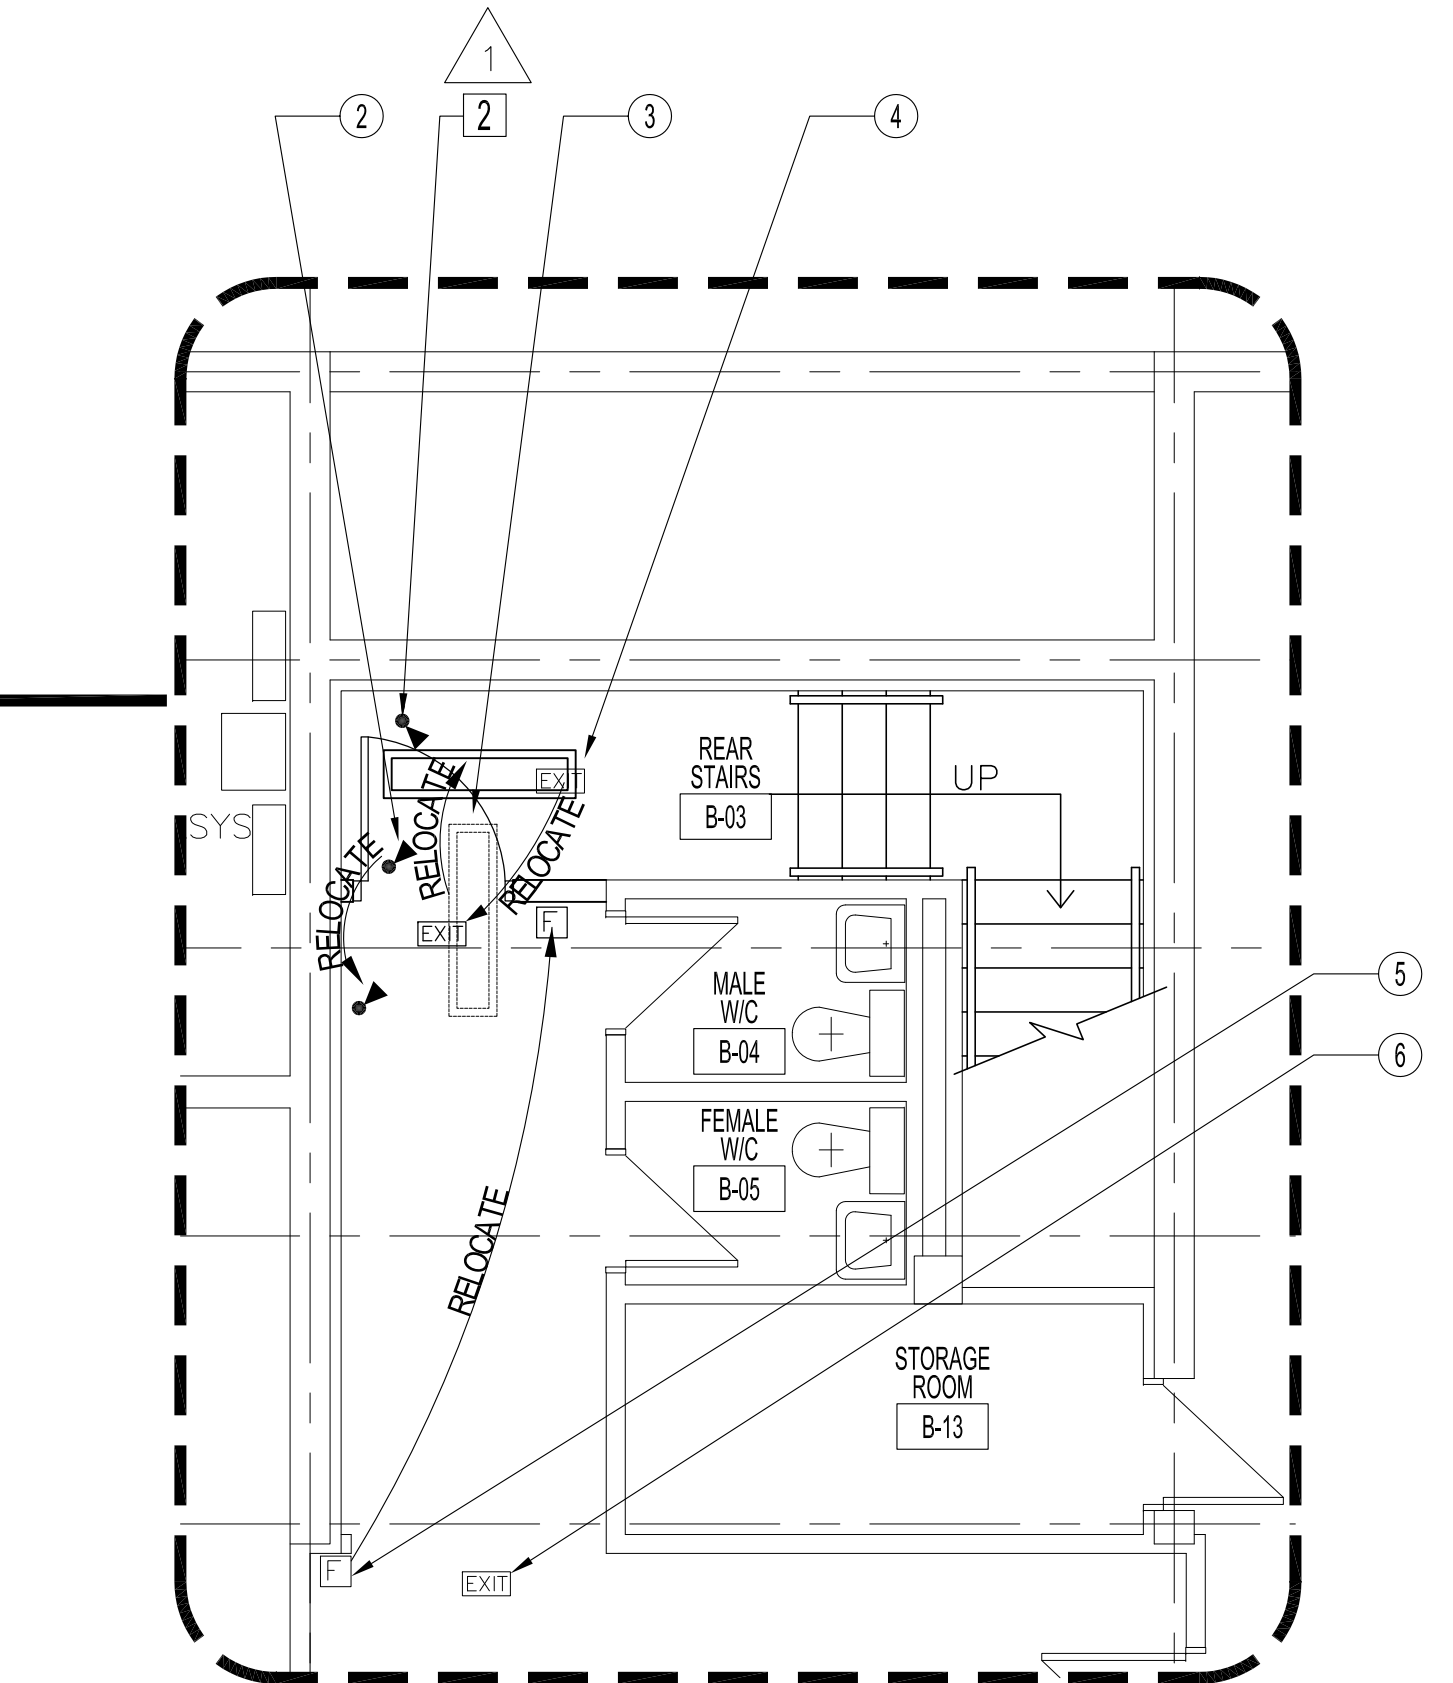 1
2
2
3
4
REAR
STAIRS
B-03
UP
EXIT
RELOCATE
RELOCATE
RELOCATE
SYS
EXIT
F
MALE
W/C
B-04
5
6
FEMALE
W/C
B-05
RELOCATE
STORAGE
ROOM
B-13
F
EXIT